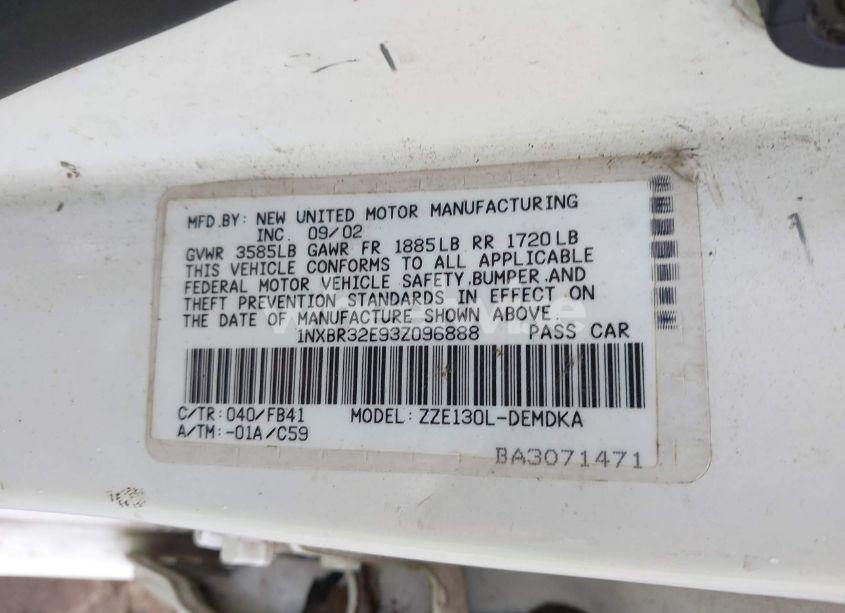 MFD.BY: NEW UNITED MOTOR MANUFACTURING
INC. 09/02
GVWR 3585LB GAWR FR 1885LB RR 1720LB
THIS VEHICLE CONFORMS TO ALL APPLICABLE
FEDERAL MOTOR VEHICLE SAFETY,BUMPER,AND
THEFT PREVENTION STANDARDS IN EFFECT ON
THE DATE OF MANUFACTURE SHOWN ABOVE.
1NXBR32E93Z096888 PASS CAR
C/TR: 040/FB41 MODEL: ZZE130L-DEMDKA
A/TM:-01A/C59
BA3071471